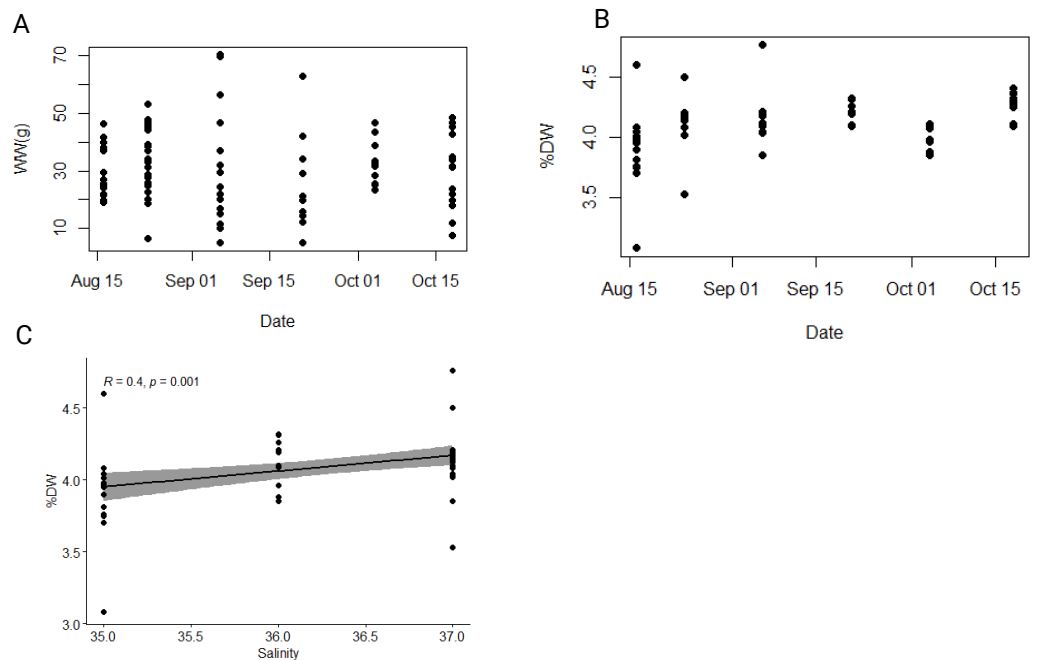 A
WW(g)
70
50
30
10
Aug 15 Sep 01 Sep 15 Oct 01 Oct 15
Date
B
%DW
4.5
4.0
3.5
Aug 15 Sep 01 Sep 15 Oct 01 Oct 15
Date
C
R = 0.4, p = 0.001
%DW
4.5
4.0
3.5
3.0
35.0 35.5 36.0 36.5 37.0
Salinity